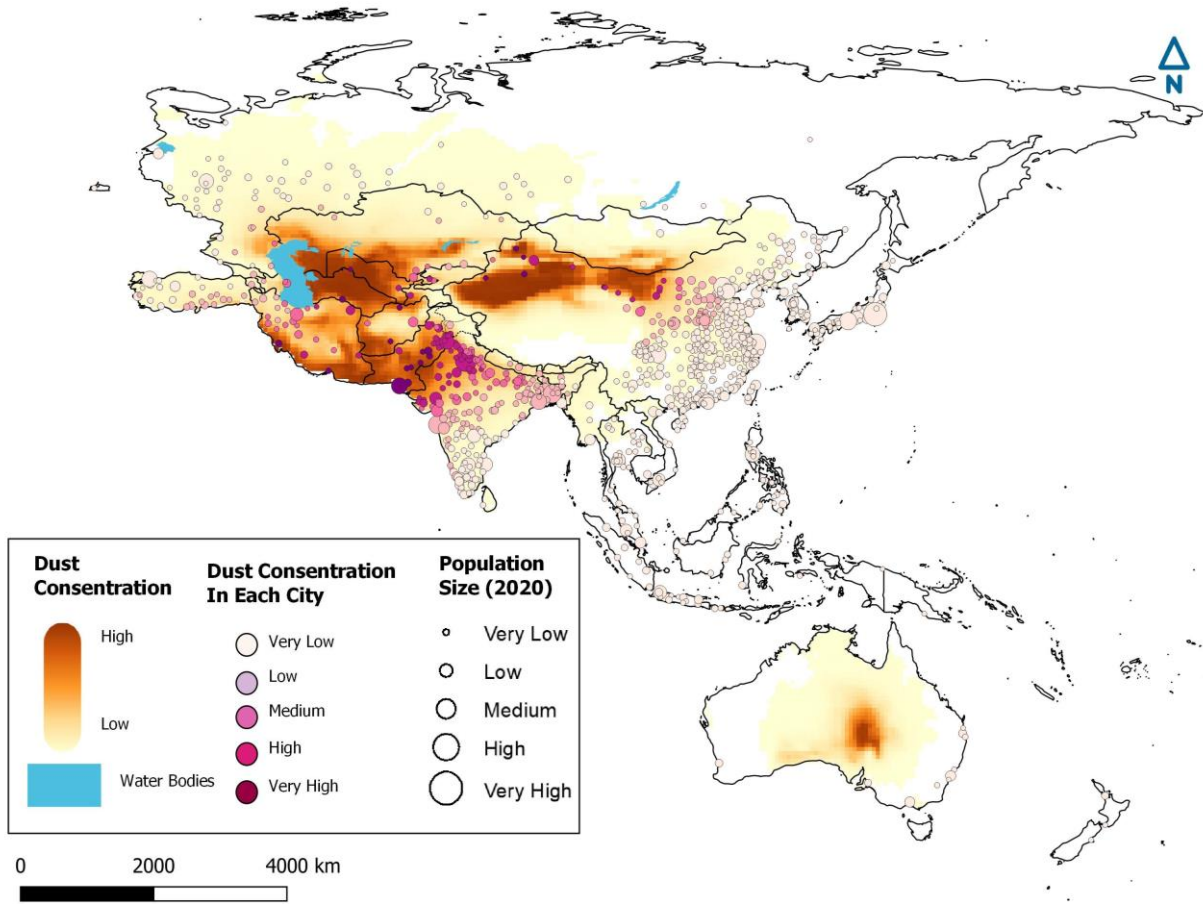 N
Dust
Consentration
High
Low
Water Bodies
Dust Consentration
In Each City
Very Low
Low
Medium
High
Very High
Population
Size (2020)
Very Low
Low
Medium
High
Very High
0 2000 4000 km